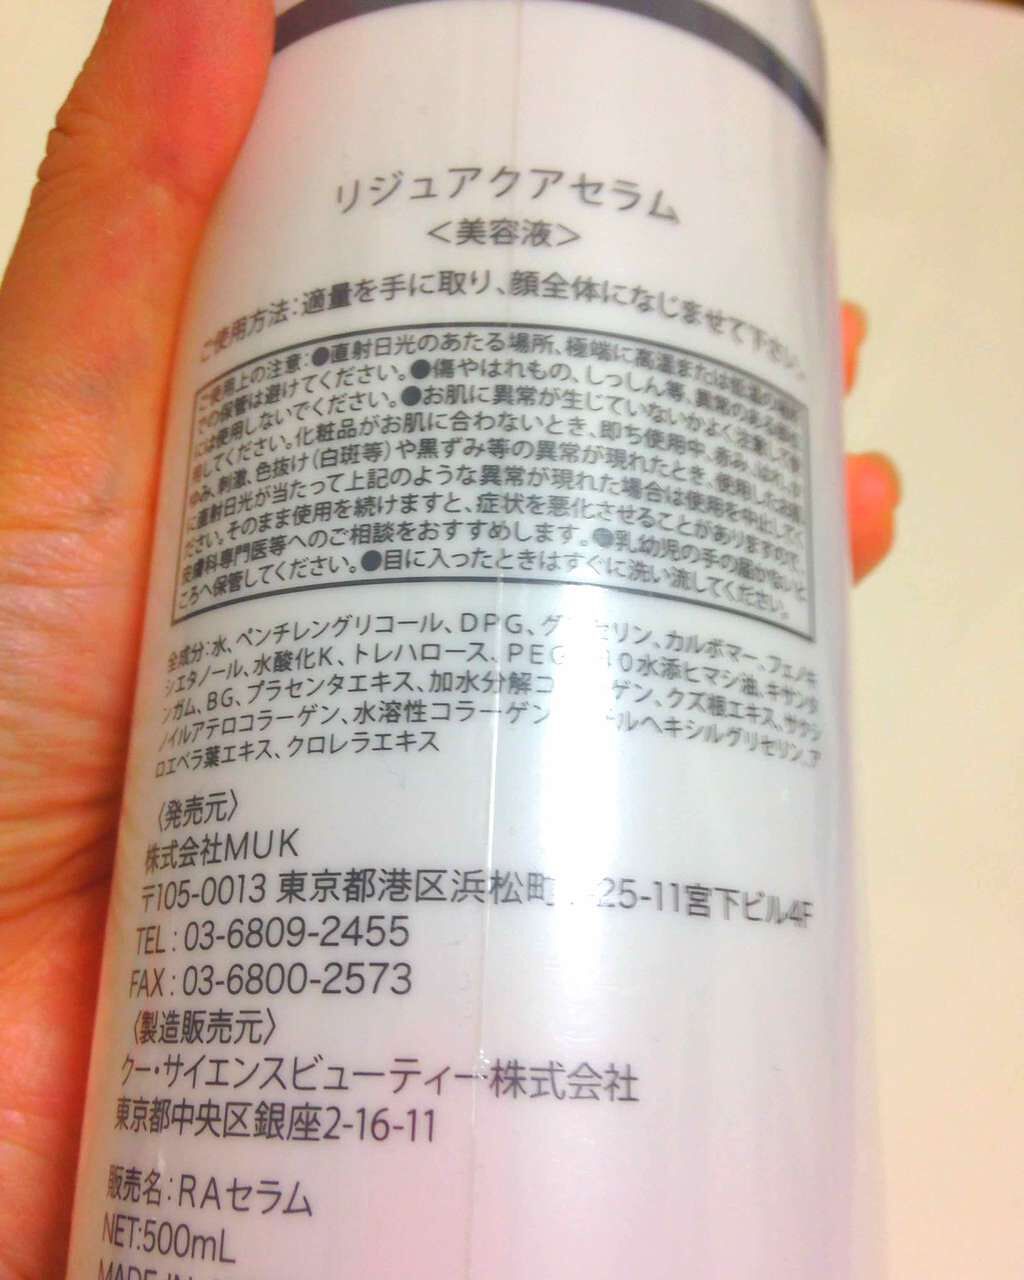 リジュアクアセラム
＜美容液＞
ご使用方法：適量を手に取り、顔全体になじませて下さい。
ご使用上の注意：●直射日光のあたる場所、極端に高温または低温の場所
での保管は避けてください。●傷やはれもの、しっしん等、異常のある部位
には使用しないでください。●お肌に異常が生じていないかよく注意して使
用してください。化粧品がお肌に合わないとき、即ち使用中、赤み、はれ、か
ゆみ、刺激、色抜け（白斑等）や黒ずみ等の異常が現れたとき、使用したお肌
に直射日光が当たって上記のような異常が現れた場合は使用を中止してく
ださい。そのまま使用を続けますと、症状を悪化させることがありますので、
皮膚科専門医等へのご相談をおすすめします。●乳幼児の手の届かないと
ころへ保管してください。●目に入ったときはすぐに洗い流してください。
全成分：水、ペンチレングリコール、DPG、グリセリン、カルボマー、フェノキ
シエタノール、水酸化K、トレハロース、PEG 水添ヒマシ油、キサンタ
ンガム、BG、プラセンタエキス、加水分解コラーゲン、クズ根エキス、サクシ
ノイルアテロコラーゲン、水溶性コラーゲン、 ルヘキシルグリセリン、ア
ロエベラ葉エキス、クロレラエキス
〈発売元〉
株式会社MUK
〒105-0013 東京都港区浜松町 25-11宮下ビル4F
TEL : 03-6809-2455
FAX : 03-6800-2573
〈製造販売元〉
クー・サイエンスビューティー株式会社
東京都中央区銀座2-16-11
販売名：RAセラム
NET:500mL
MADE IN